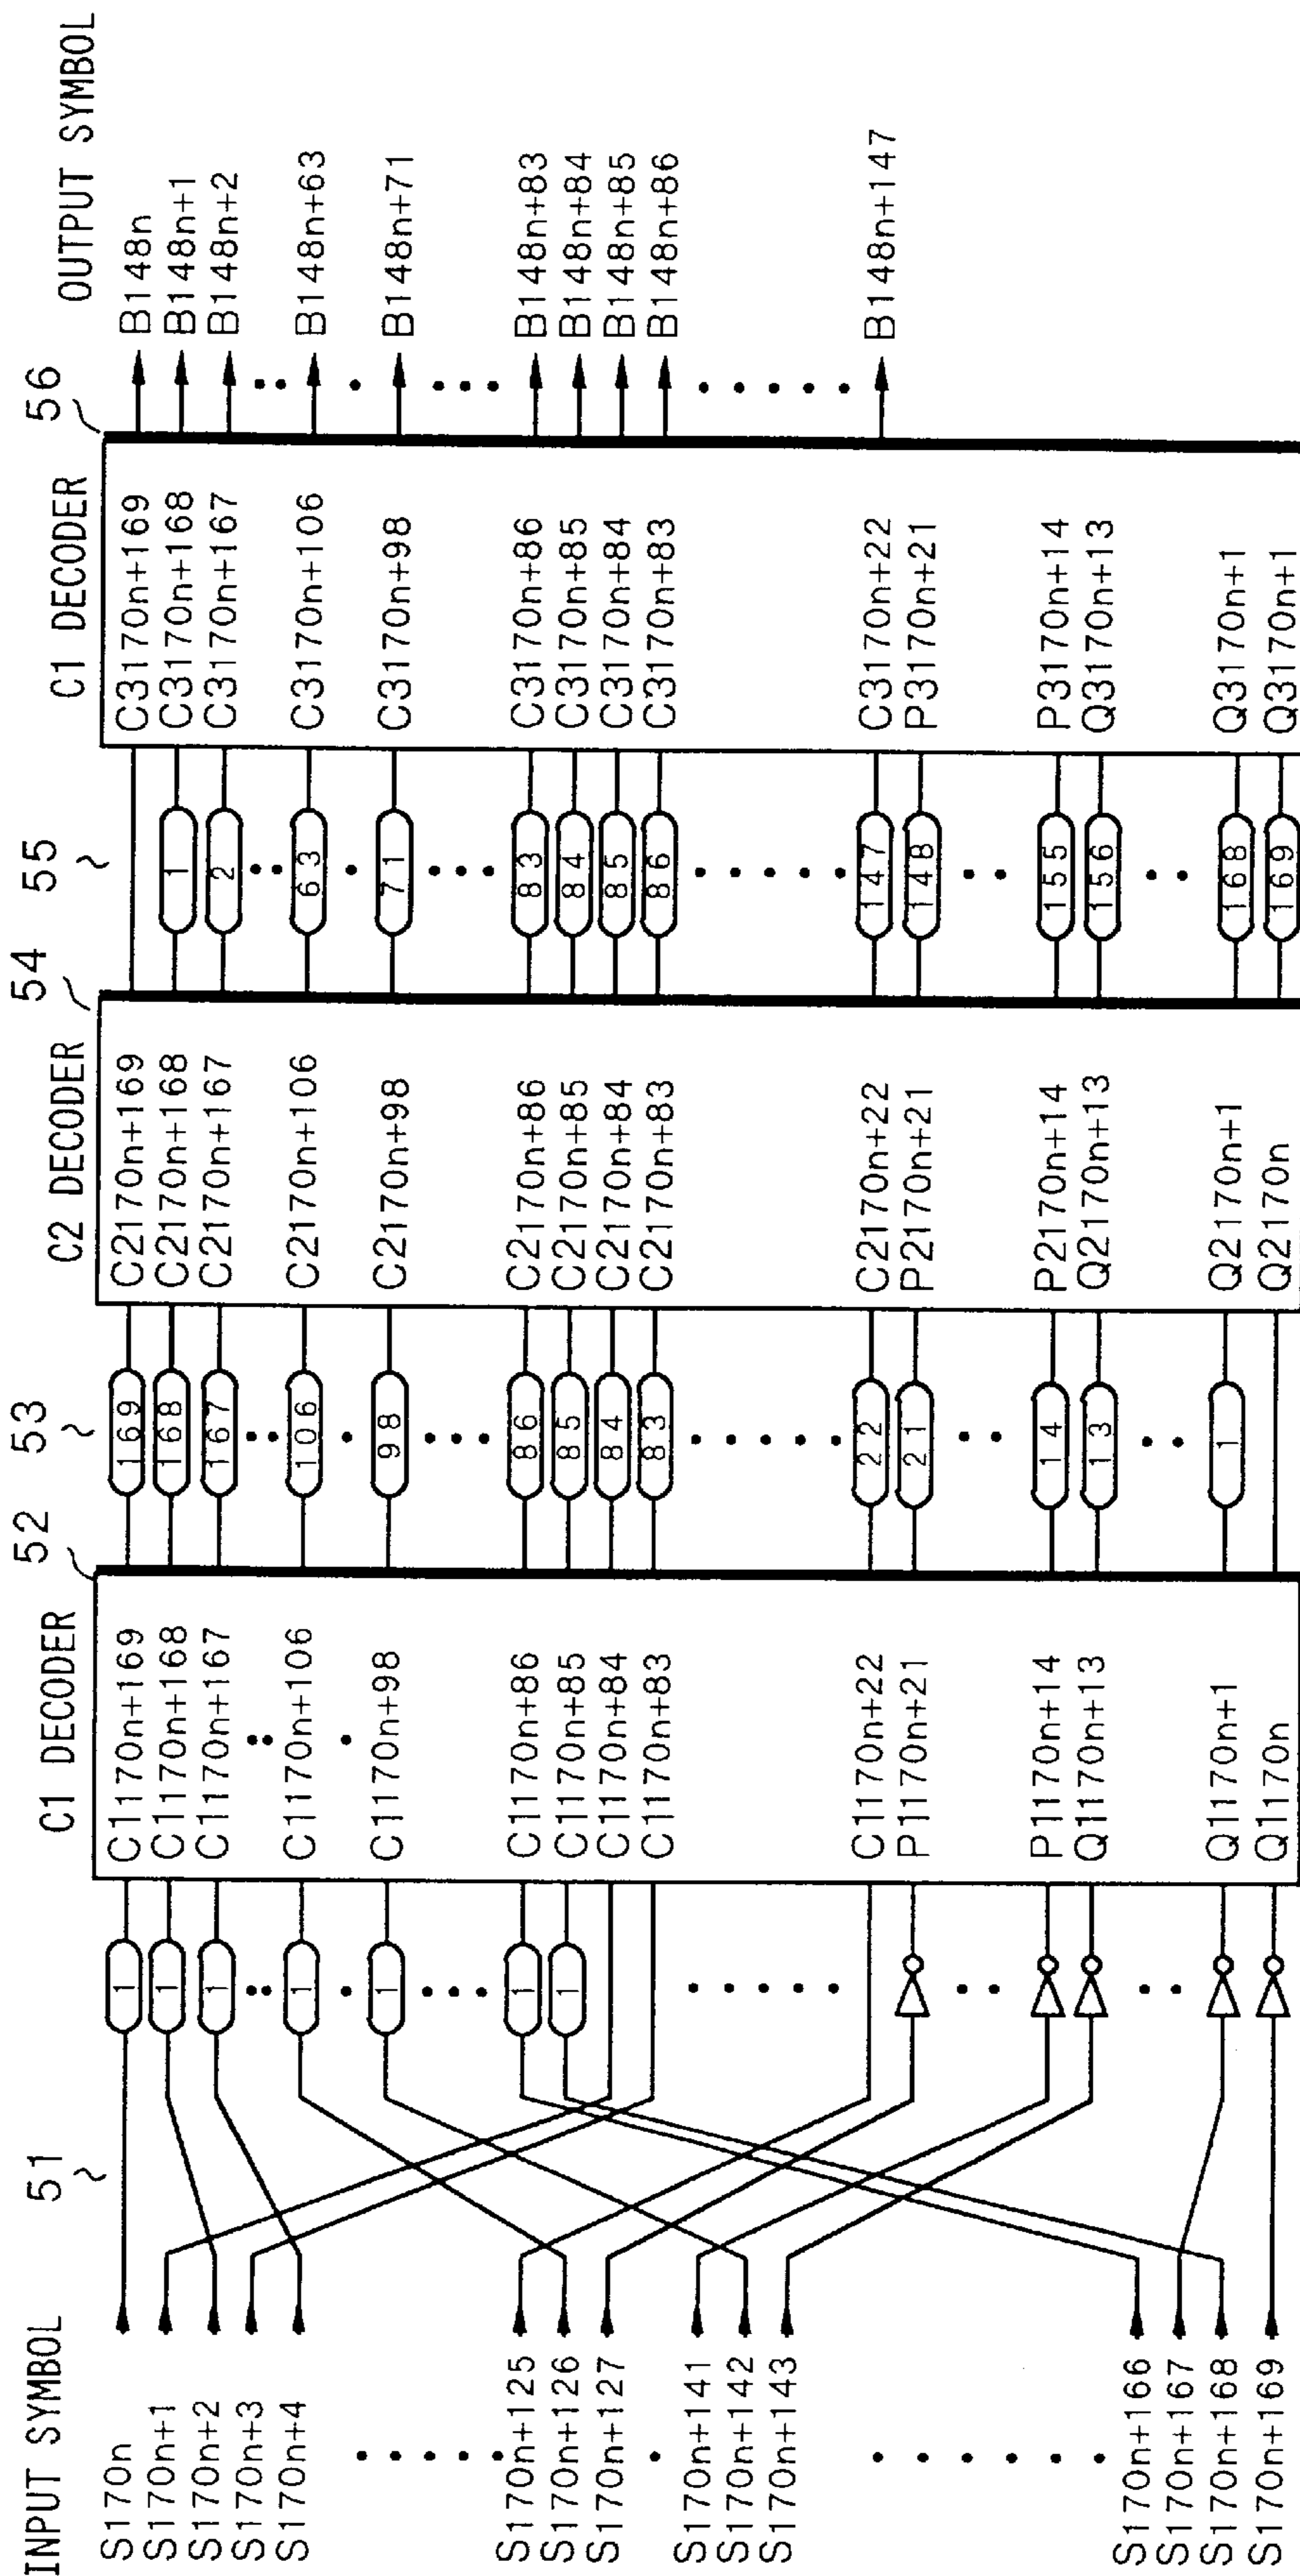 INPUT SYMBOL
S170n
S170n+1
S170n+2
S170n+3
S170n+4
S170n+125
S170n+126
S170n+127
S170n+141
S170n+142
S170n+143
S170n+166
S170n+167
S170n+168
S170n+169
51
1
1
1
1
1
1
1
C1 DECODER
52
C1170n+169
C1170n+168
C1170n+167
C1170n+106
C1170n+98
C1170n+86
C1170n+85
C1170n+84
C1170n+83
C1170n+22
P1170n+21
P1170n+14
Q1170n+13
Q1170n+1
Q1170n
53
169
168
167
106
98
86
85
84
83
22
21
14
13
1
C2 DECODER
54
C2170n+169
C2170n+168
C2170n+167
C2170n+106
C2170n+98
C2170n+86
C2170n+85
C2170n+84
C2170n+83
C2170n+22
P2170n+21
P2170n+14
Q2170n+13
Q2170n+1
Q2170n
55
1
2
63
71
83
84
85
86
147
148
155
156
168
169
C1 DECODER
56
C3170n+169
C3170n+168
C3170n+167
C3170n+106
C3170n+98
C3170n+86
C3170n+85
C3170n+84
C3170n+83
C3170n+22
P3170n+21
P3170n+14
Q3170n+13
Q3170n+1
Q3170n+1
OUTPUT SYMBOL
B148n
B148n+1
B148n+2
B148n+63
B148n+71
B148n+83
B148n+84
B148n+85
B148n+86
B148n+147